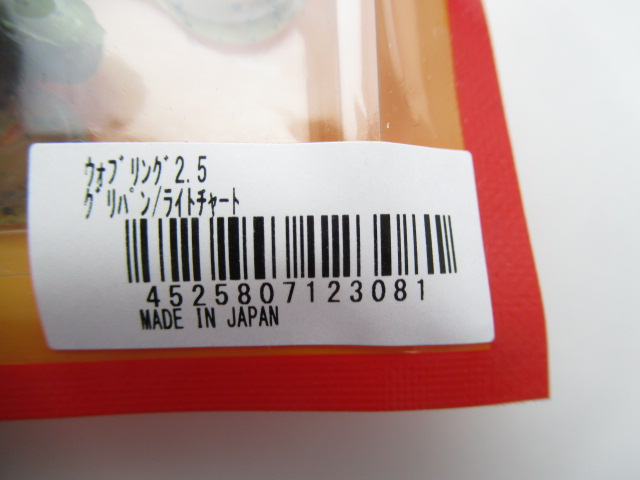 ｳｫﾌﾞﾘﾝｸﾞ2.5
ｸﾞﾘﾊﾟﾝ/ﾗｲﾄﾁｬｰﾄ
4525807123081
MADE IN JAPAN